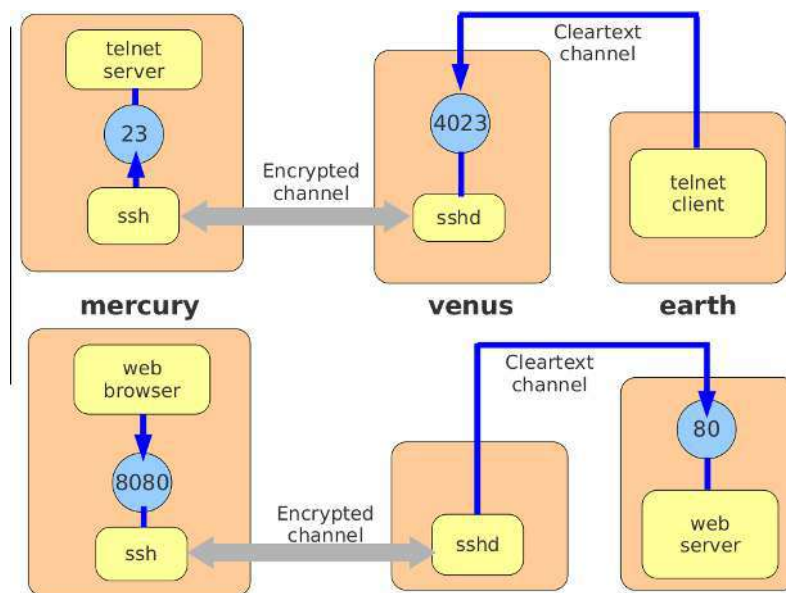 telnet
server
Cleartext
channel
23
4023
Encrypted
channel
telnet
client
ssh
sshd
mercury
venus
earth
web
browser
Cleartext
channel
80
8080
Encrypted
channel
ssh
sshd
web
server